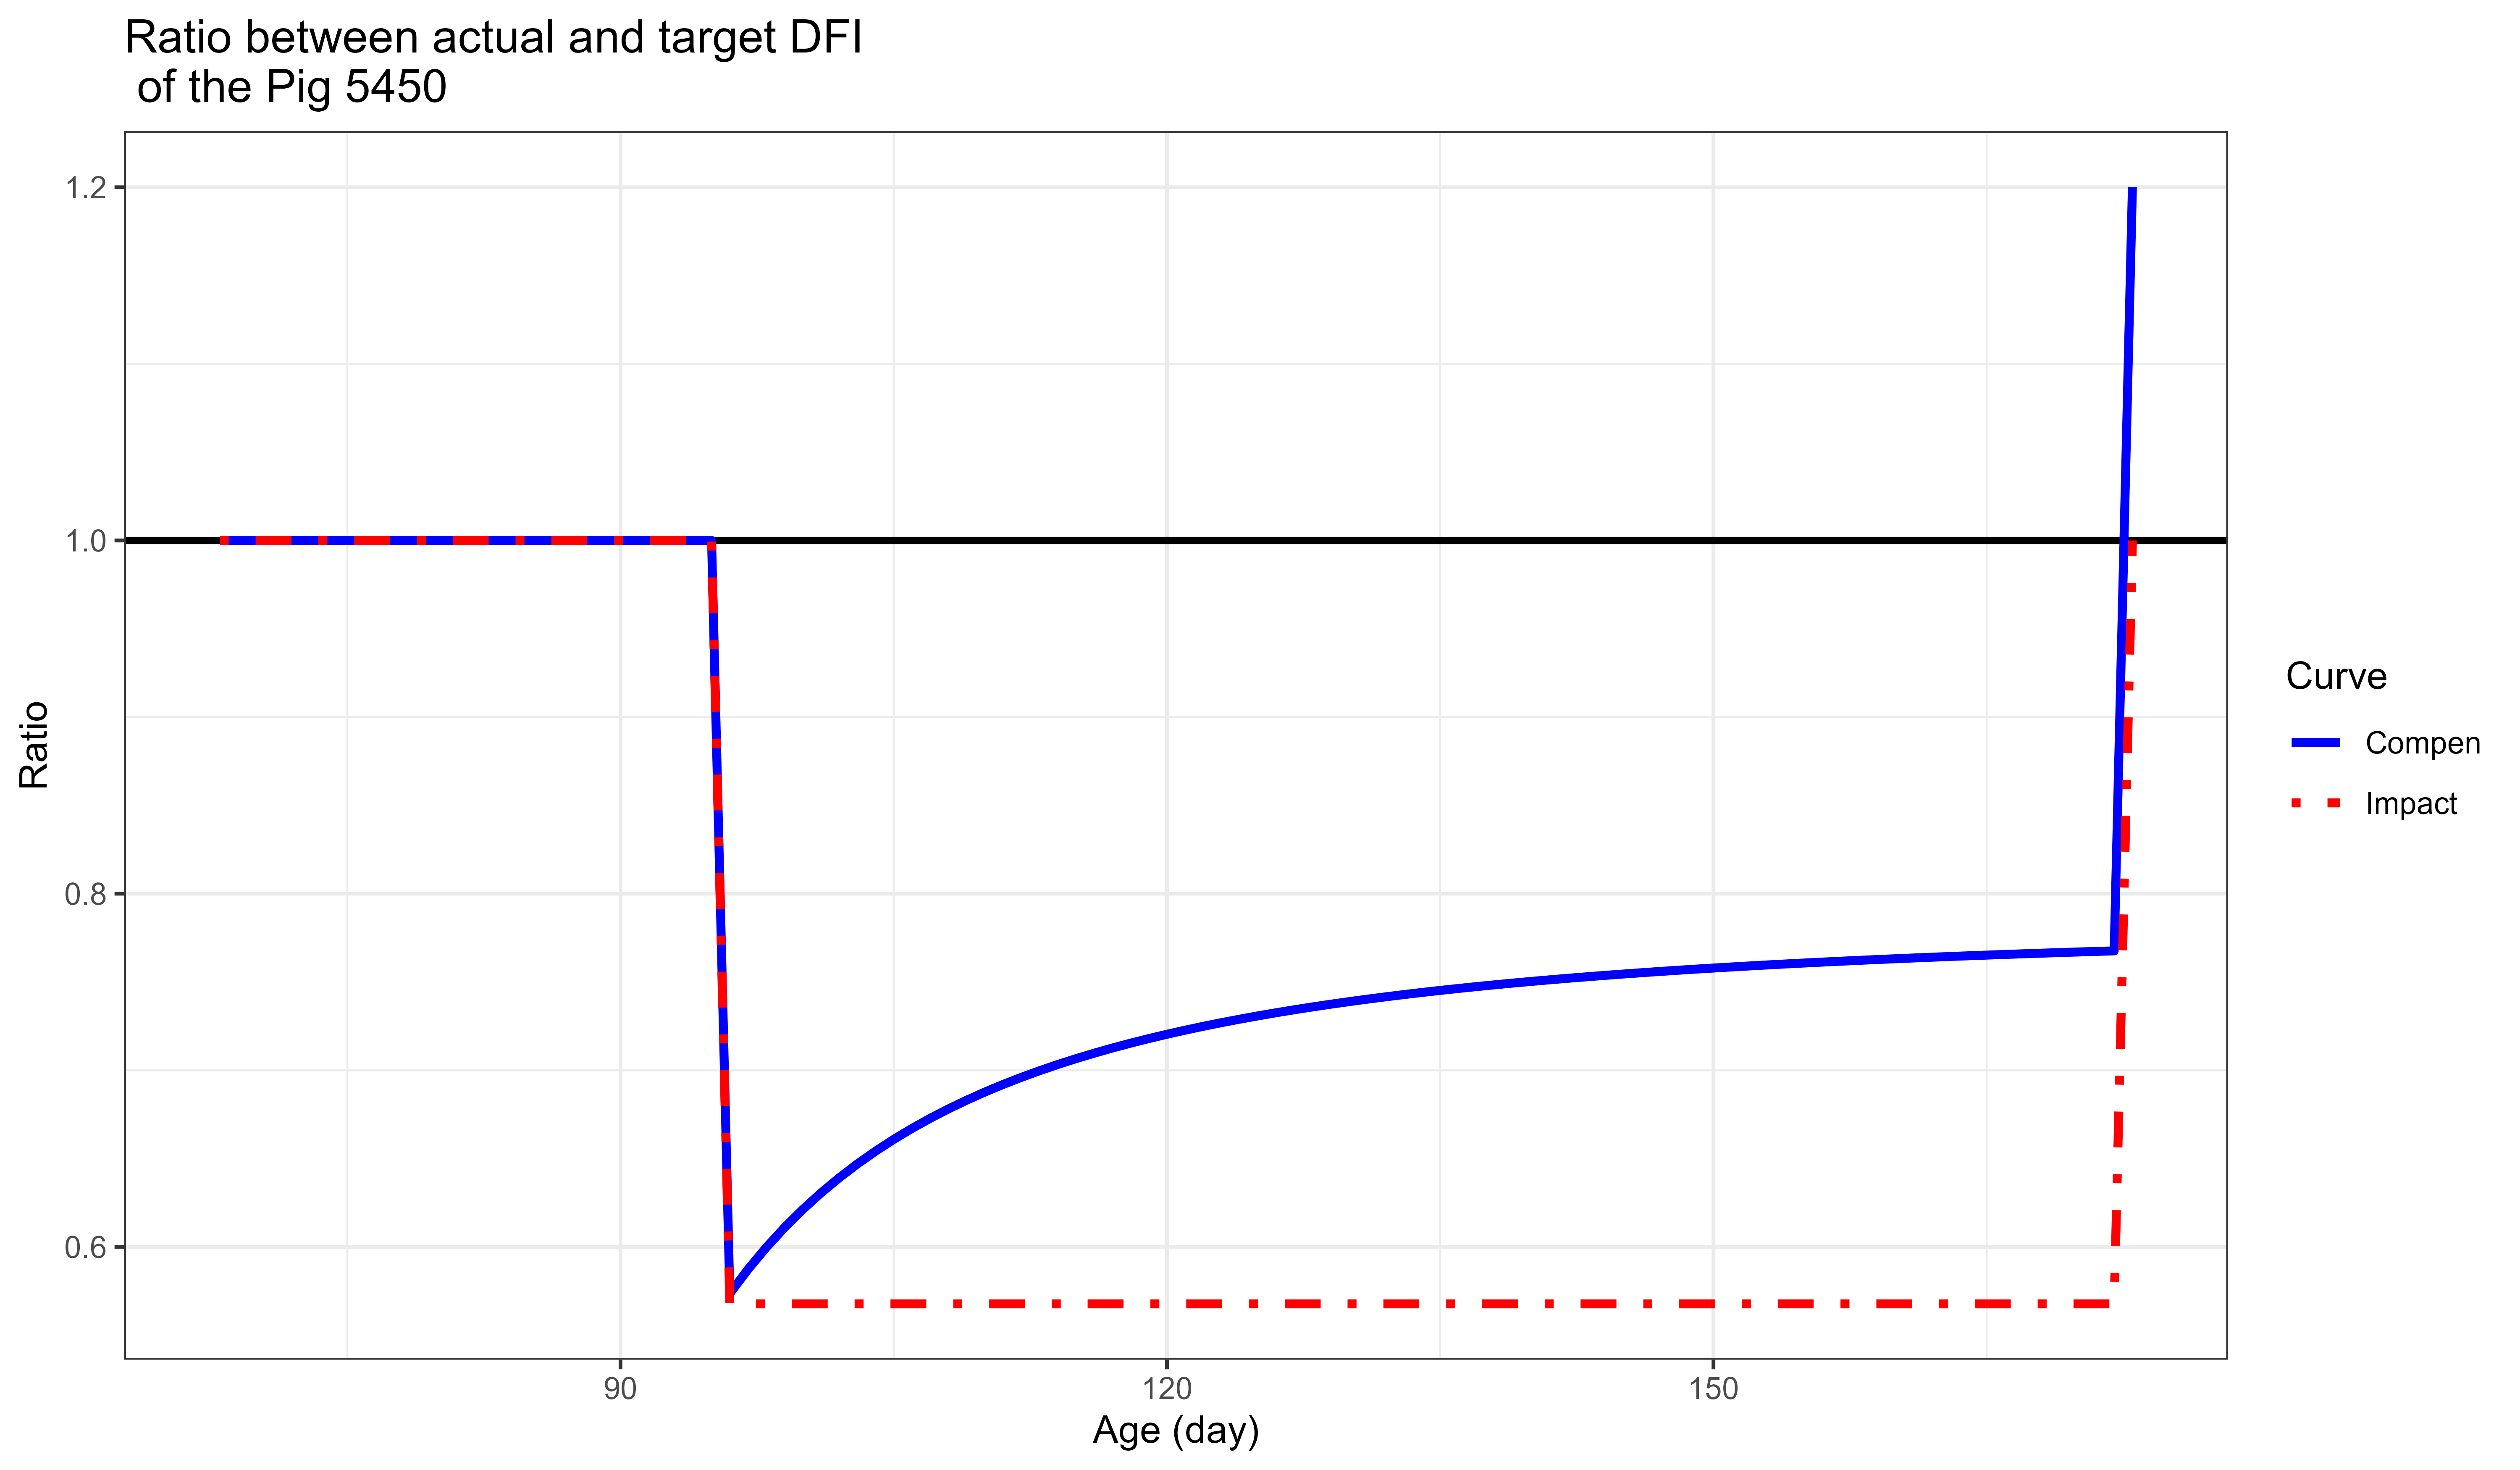 Ratio between actual and target DFI
of the Pig 5450
1.2
1.0
0.8
0.6
Ratio
90
120
150
Age (day)
Curve
Compen
Impact